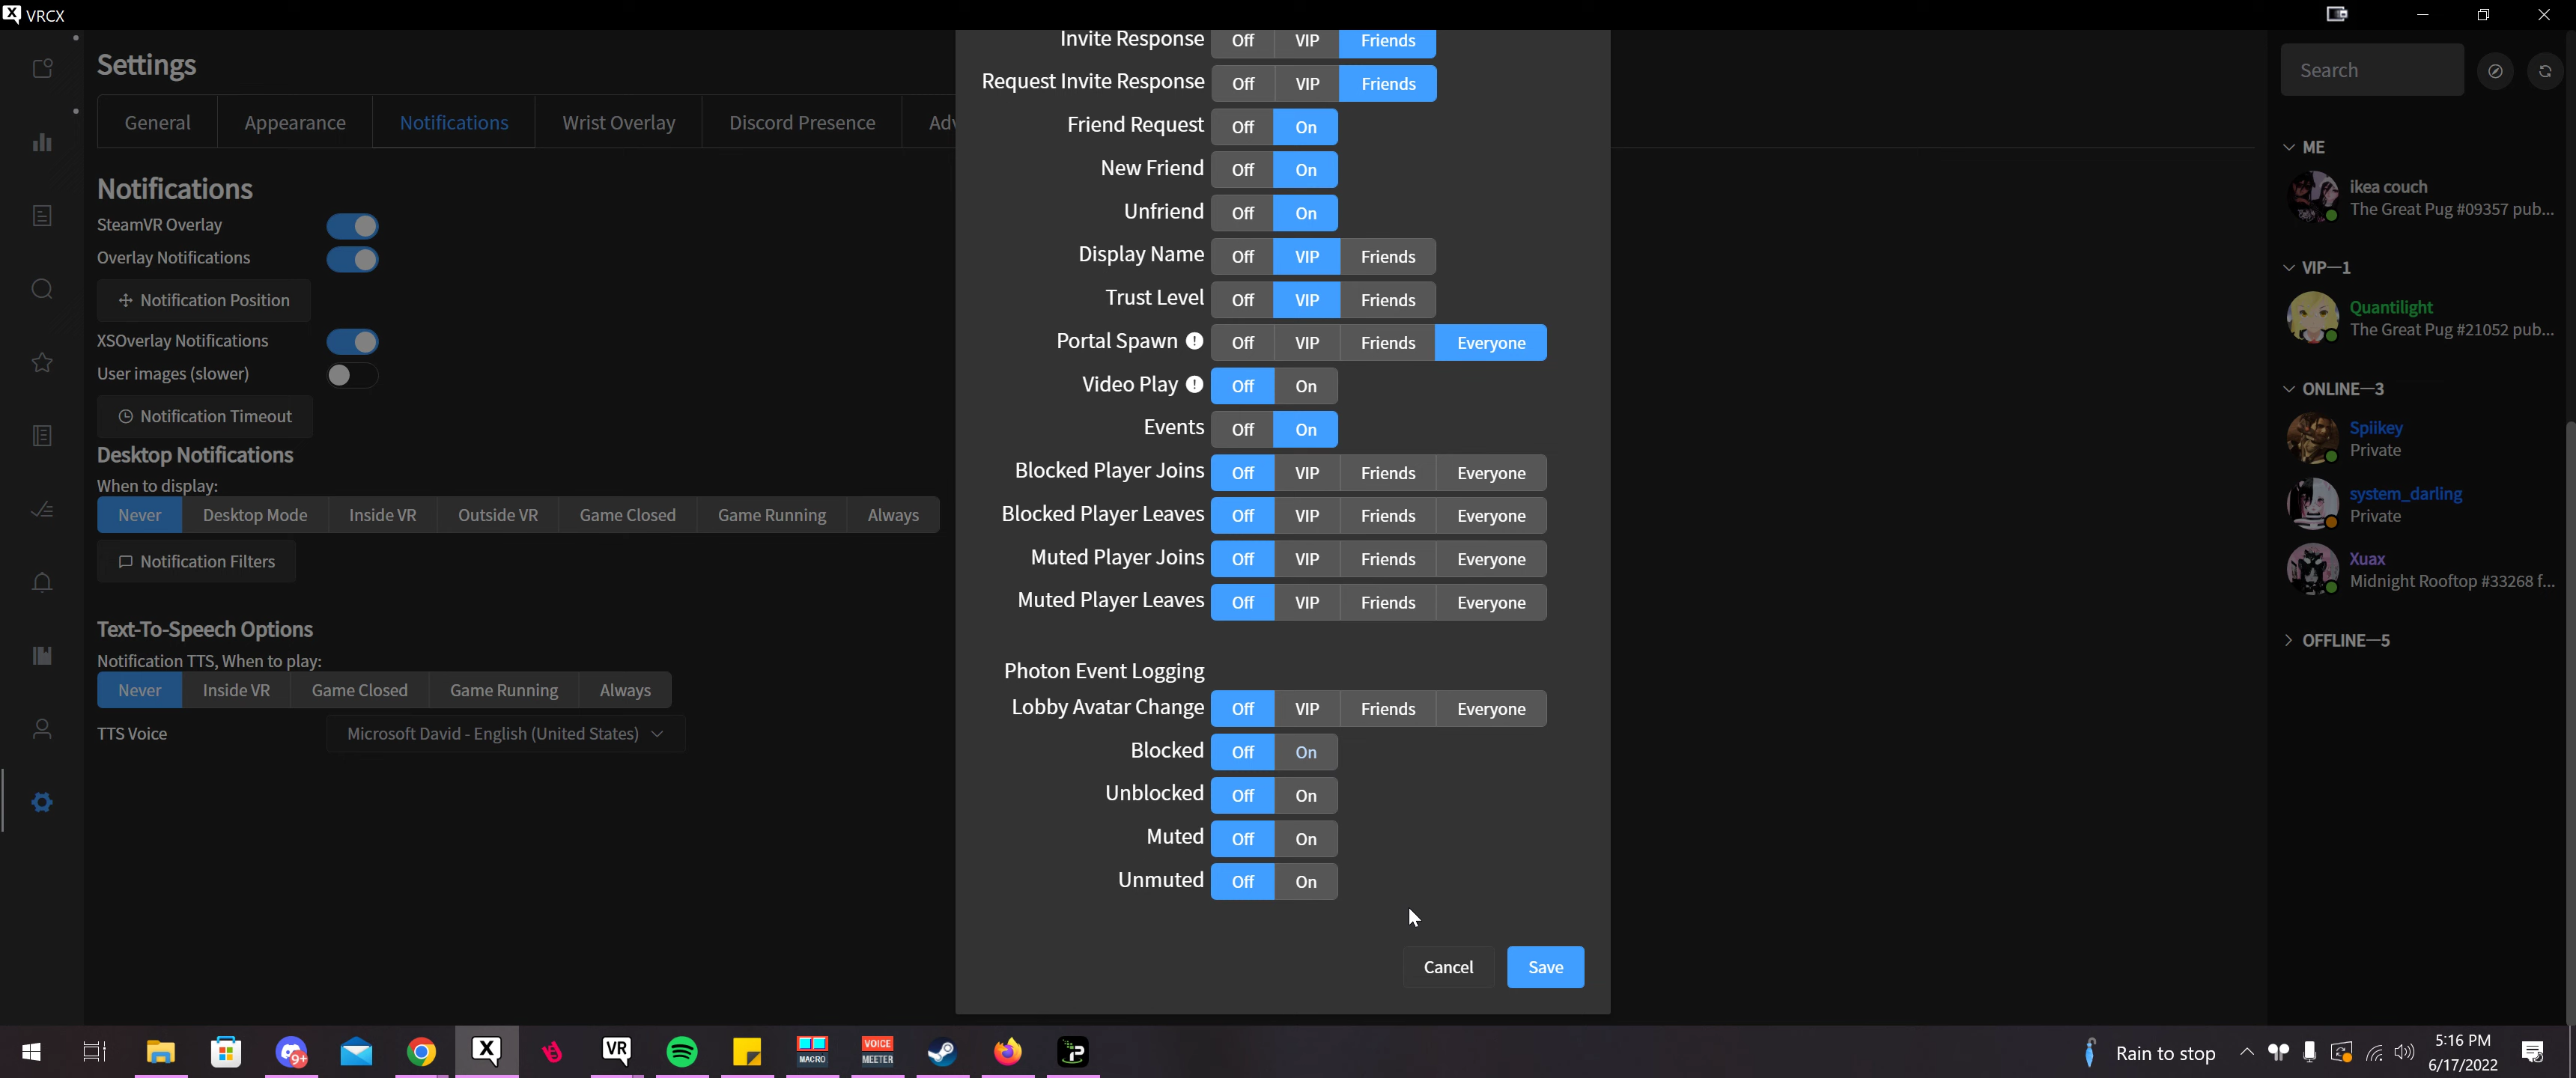 VRCX
Settings
General
Appearance
Notifications
Wrist Overlay
Discord Presence
Notifications
SteamVR Overlay
Overlay Notifications
Notification Position
XSOverlay Notifications
User images (slower)
Notification Timeout
Desktop Notifications
When to display:
Never
Desktop Mode
Inside VR
Outside VR
Game Closed
Game Running
Always
Notification Filters
Text-To-Speech Options
Notification TTS, When to play:
Never
Inside VR
Game Closed
Game Running
Always
TTS Voice
Microsoft David - English (United States)
Invite Response Off VIP Friends
Request Invite Response Off VIP Friends
Friend Request Off On
New Friend Off On
Unfriend Off On
Display Name Off VIP Friends
Trust Level Off VIP Friends
Portal Spawn Off VIP Friends Everyone
Video Play Off On
Events Off On
Blocked Player Joins Off VIP Friends Everyone
Blocked Player Leaves Off VIP Friends Everyone
Muted Player Joins Off VIP Friends Everyone
Muted Player Leaves Off VIP Friends Everyone
Photon Event Logging
Lobby Avatar Change Off VIP Friends Everyone
Blocked Off On
Unblocked Off On
Muted Off On
Unmuted Off On
Cancel
Save
Search
ME
ikea couch
The Great Pug #09357 pub...
VIP—1
Quantilight
The Great Pug #21052 pub...
ONLINE—3
Spiikey
Private
system_darling
Private
Xuax
Midnight Rooftop #33268 f...
OFFLINE—5
9+
VR
MACRO
VOICE
MEETER
Rain to stop
5:16 PM
6/17/2022